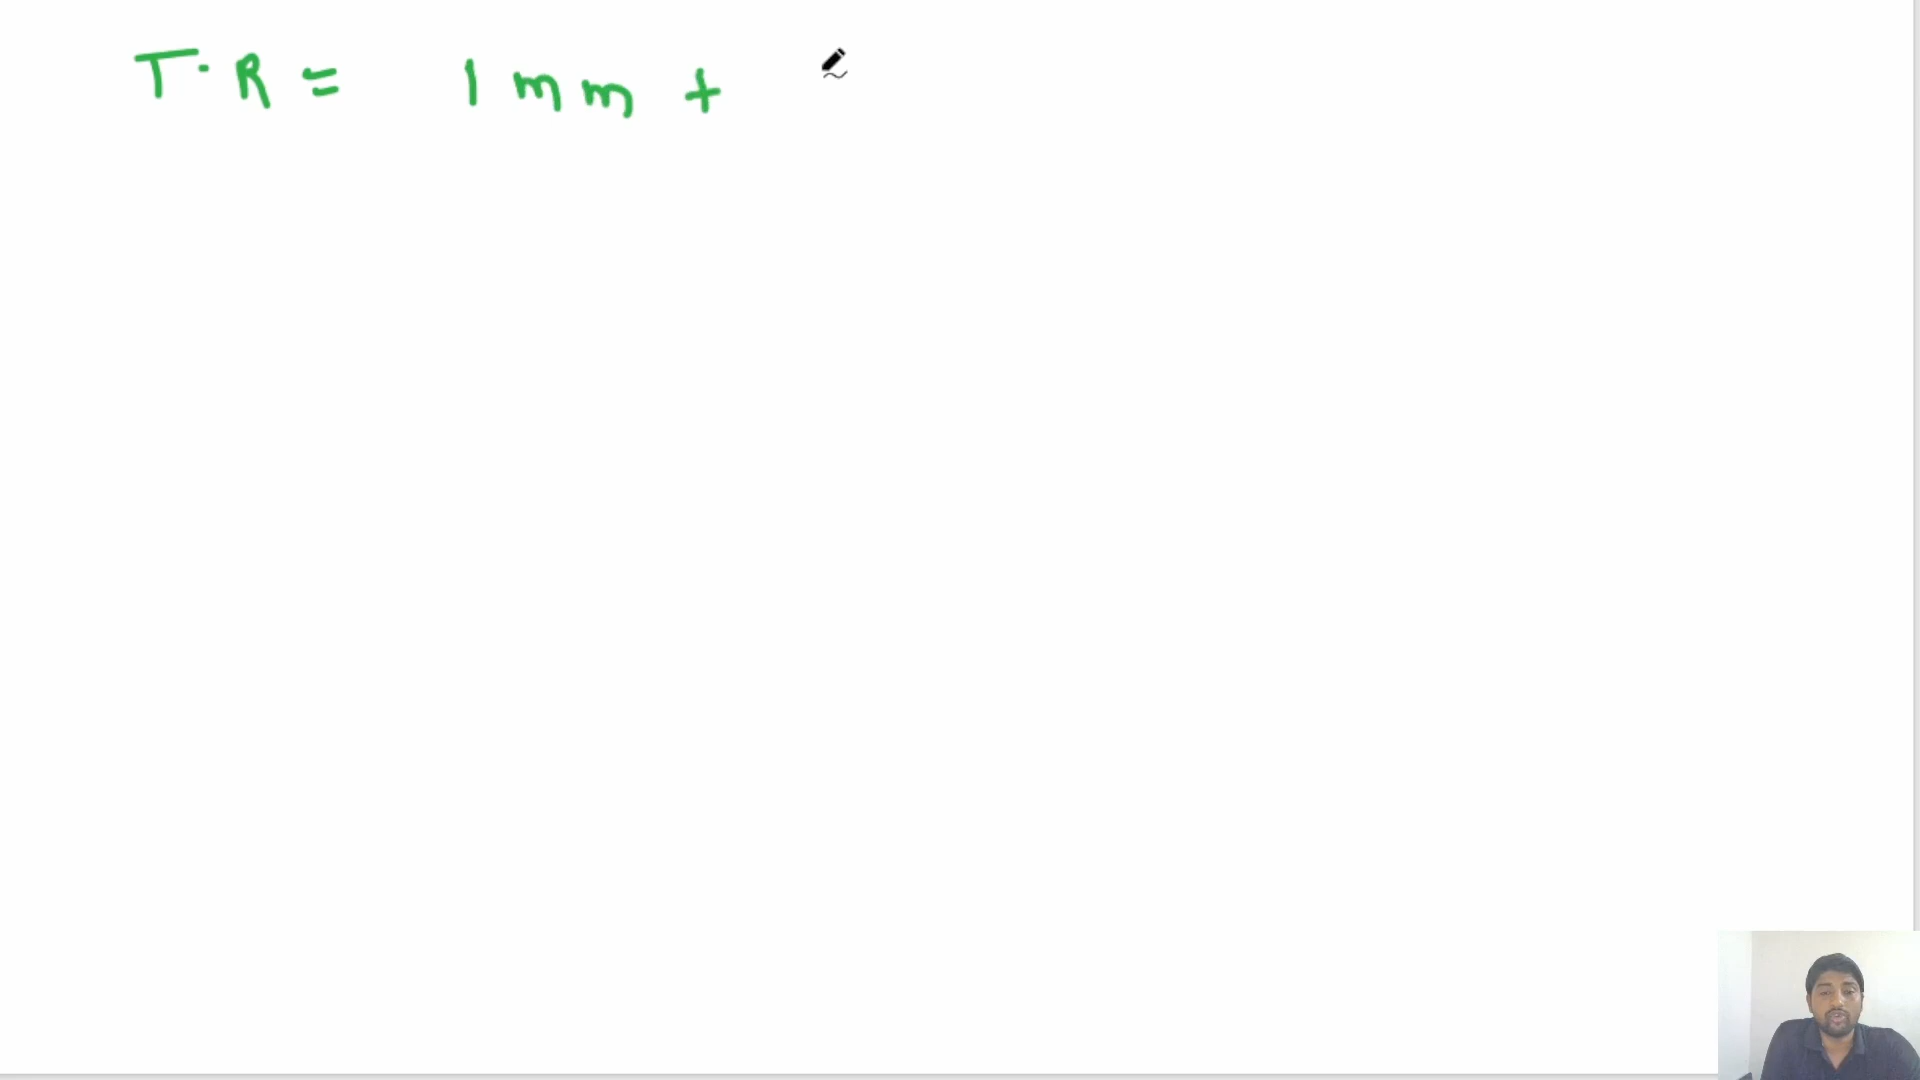 T.R = 1 mm +